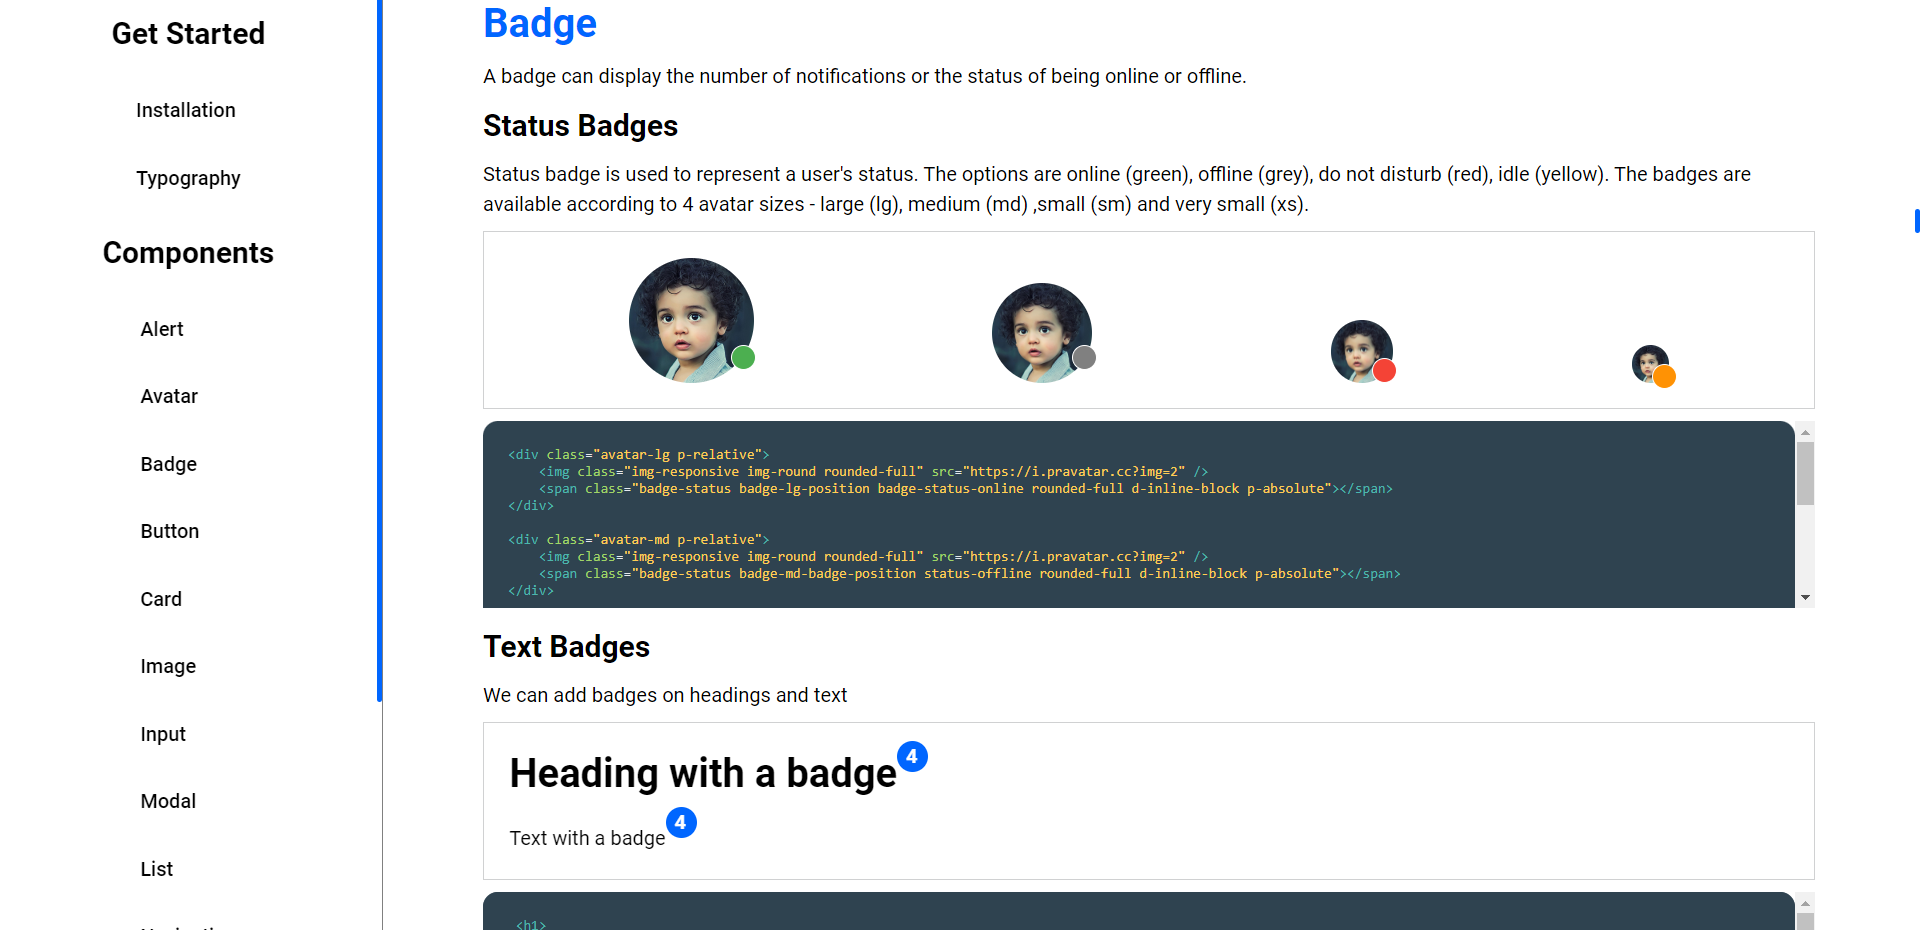 Get Started
Installation
Typography
Components
Alert
Avatar
Badge
Button
Card
Image
Input
Modal
List
Badge
A badge can display the number of notifications or the status of being online or offline.
Status Badges
Status badge is used to represent a user's status. The options are online (green), offline (grey), do not disturb (red), idle (yellow). The badges are
available according to 4 avatar sizes - large (lg), medium (md) ,small (sm) and very small (xs).
<div class="avatar-lg p-relative">
<img class="img-responsive img-round rounded-full" src="https://i.pravatar.cc?img=2" />
<span class="badge-status badge-lg-position badge-status-online rounded-full d-inline-block p-absolute"></span>
</div>
<div class="avatar-md p-relative">
<img class="img-responsive img-round rounded-full" src="https://i.pravatar.cc?img=2" />
<span class="badge-status badge-md-badge-position status-offline rounded-full d-inline-block p-absolute"></span>
</div>
Text Badges
We can add badges on headings and text
Heading with a badge 4
Text with a badge 4
<h1>